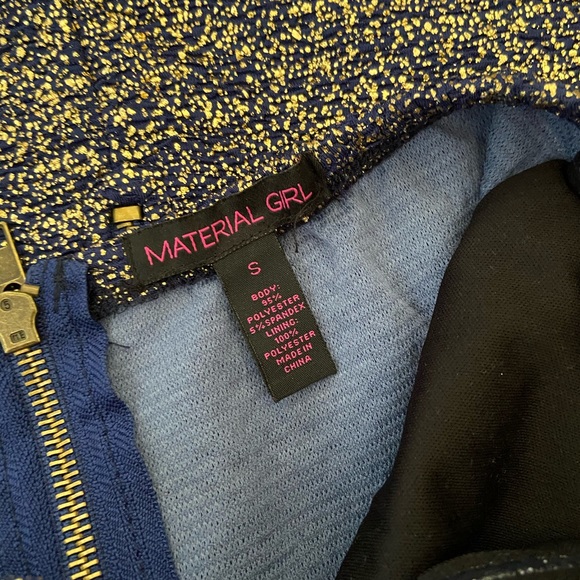 MATERIAL GIRL
S
BODY:
95%
POLYESTER
5%SPANDEX
LINING:
100%
POLYESTER
MADE IN
CHINA